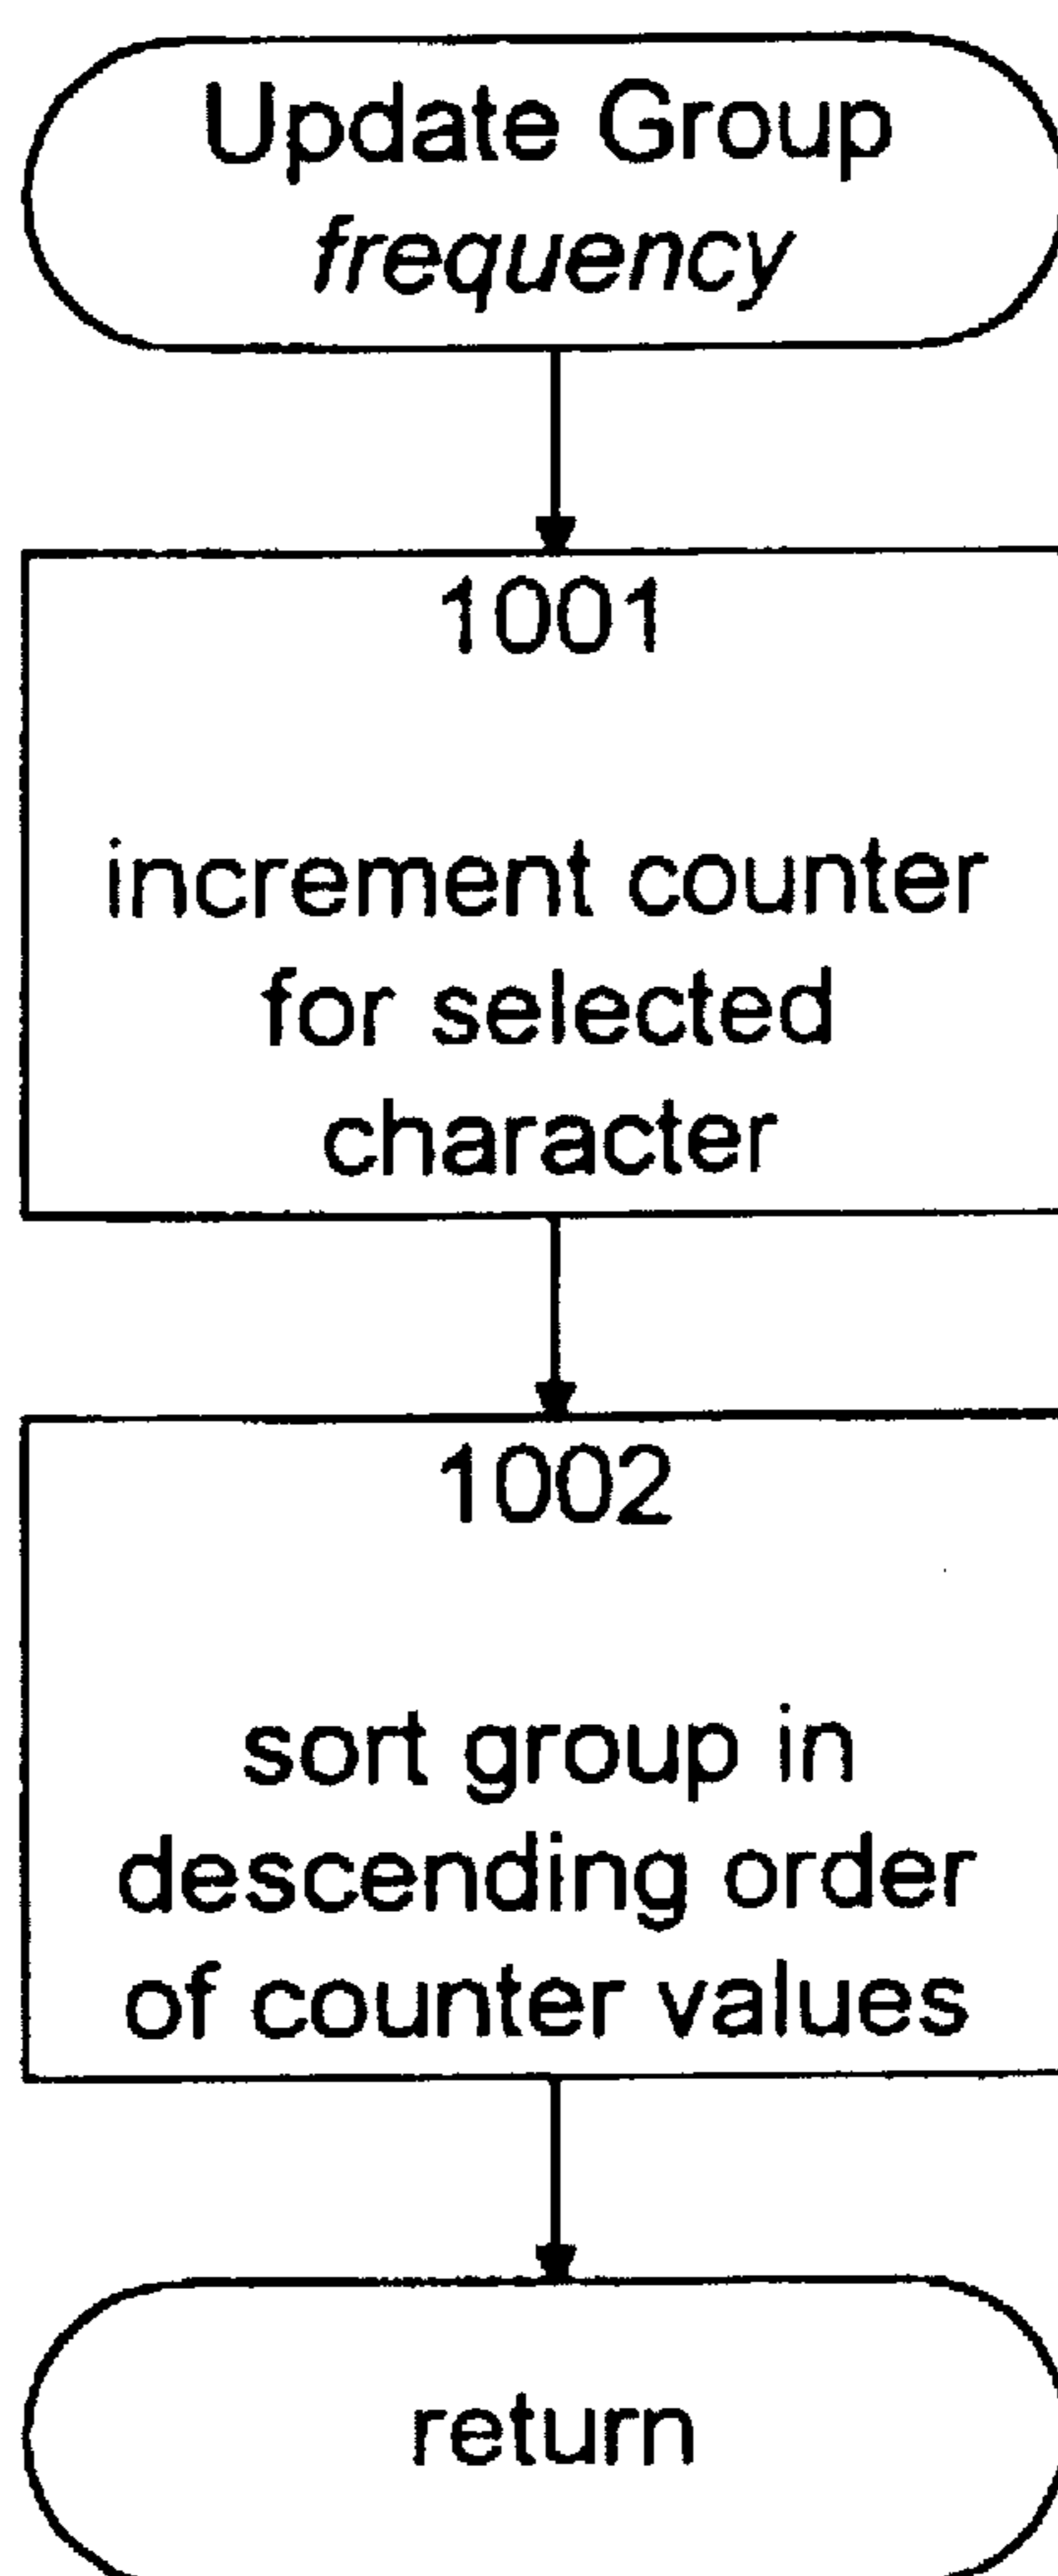 Update Group
frequency
1001
increment counter
for selected
character
1002
sort group in
descending order
of counter values
return